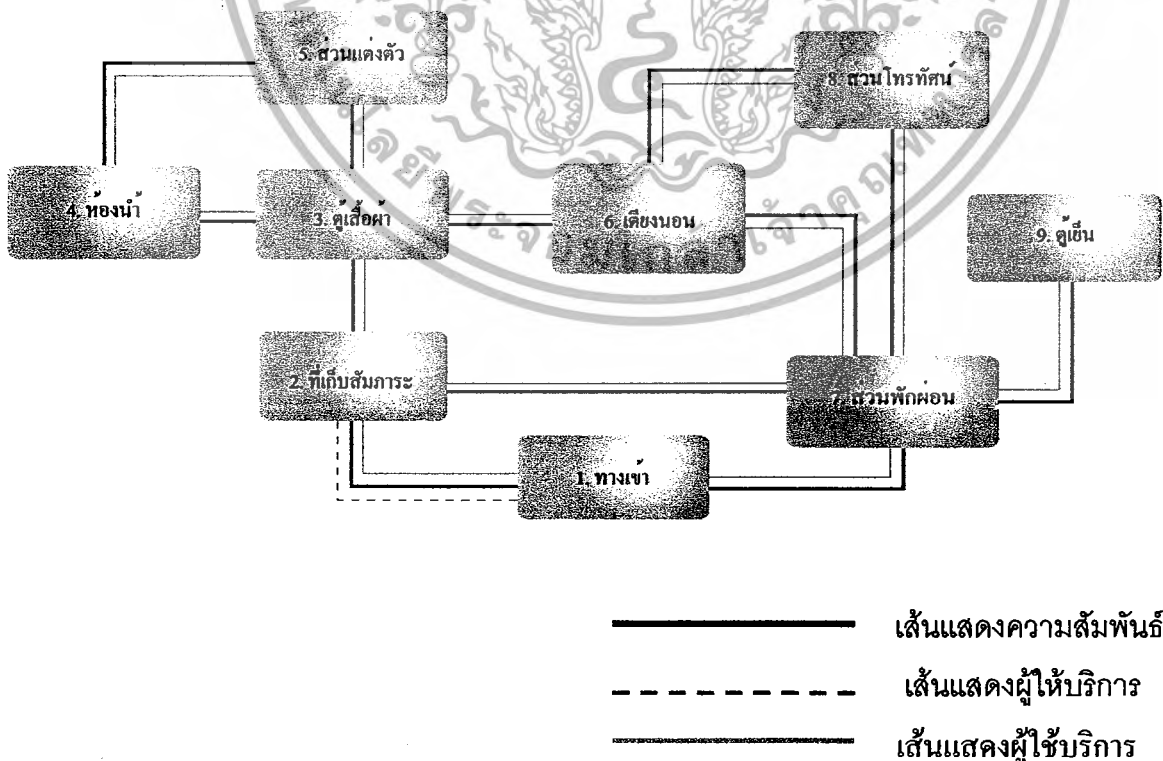 5. ส่วนแต่งตัว
8. ส่วนโทรทัศน์
4. ห้องน้ำ
3. ตู้เสื้อผ้า
6. เตียงนอน
9. ตู้เย็น
2. ที่เก็บสัมภาระ
7. ส่วนพักผ่อน
1. ทางเข้า
เส้นแสดงความสัมพันธ์
เส้นแสดงผู้ให้บริการ
เส้นแสดงผู้ใช้บริการ